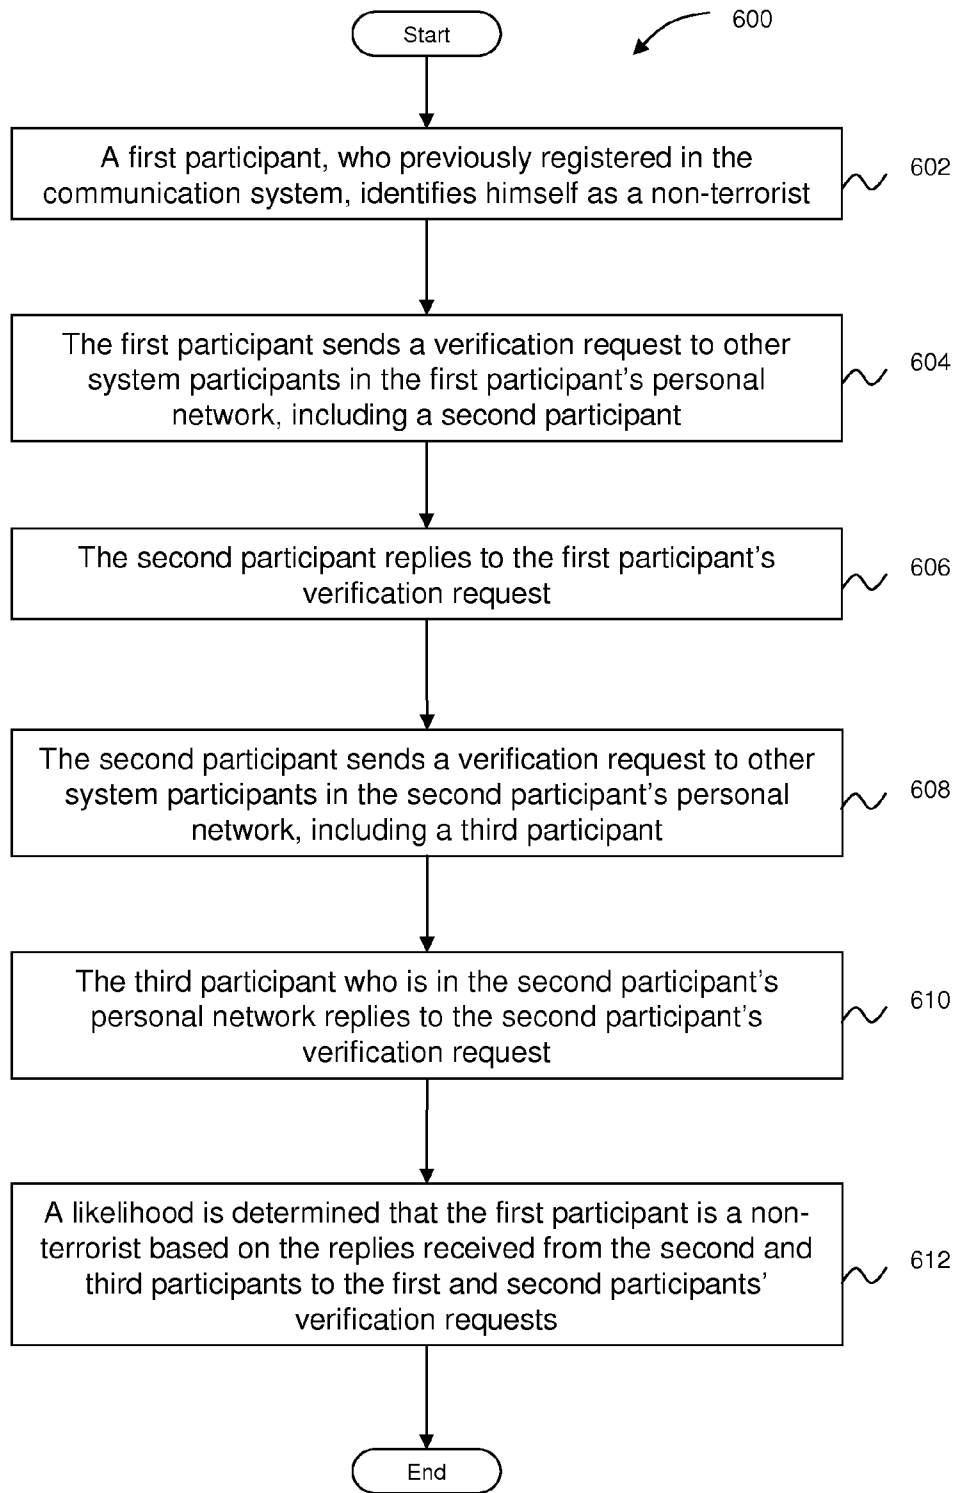 Start
600
A first participant, who previously registered in the
communication system, identifies himself as a non-terrorist
602
The first participant sends a verification request to other
system participants in the first participant's personal
network, including a second participant
604
The second participant replies to the first participant's
verification request
606
The second participant sends a verification request to other
system participants in the second participant's personal
network, including a third participant
608
The third participant who is in the second participant's
personal network replies to the second participant's
verification request
610
A likelihood is determined that the first participant is a non-
terrorist based on the replies received from the second and
third participants to the first and second participants'
verification requests
612
End